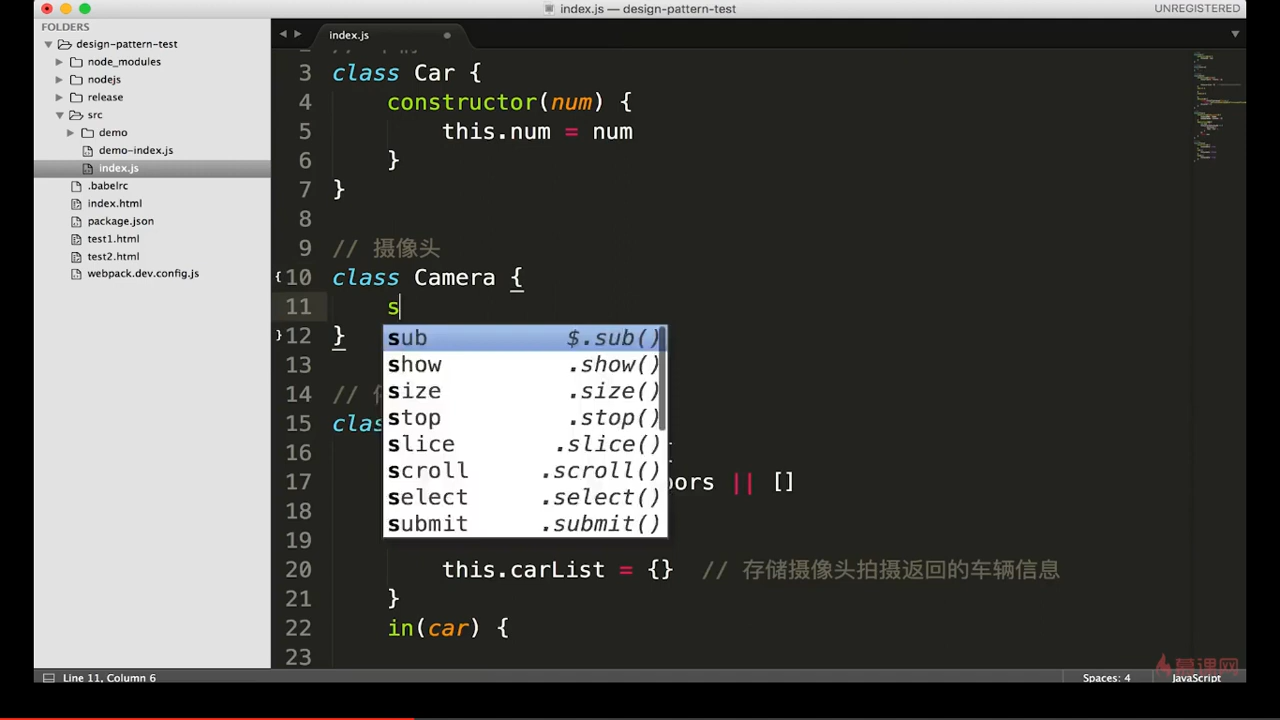 index.js — design-pattern-test
UNREGISTERED
FOLDERS
design-pattern-test
node_modules
nodejs
release
src
demo
demo-index.js
index.js
.babelrc
index.html
package.json
test1.html
test2.html
webpack.dev.config.js
index.js
3 class Car {
4 constructor(num) {
5 this.num = num
6 }
7 }
8
9 // 摄像头
10 class Camera {
11 s
12 }
13
14 //
15 clas
16
17 || []
18
19
20 this.carList = {} // 存储摄像头拍摄返回的车辆信息
21 }
22 in(car) {
23
sub $.sub()
show .show()
size .size()
stop .stop()
slice .slice()
scroll .scroll()
select .select()
submit .submit()
慕课网
Line 11, Column 6
Spaces: 4
JavaScript